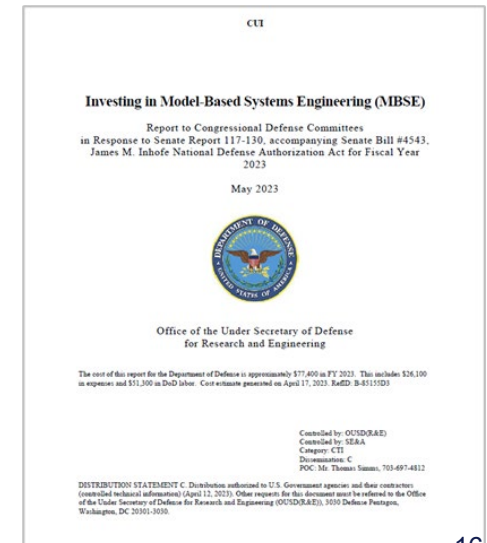 CUI
Investing in Model-Based Systems Engineering (MBSE)
Report to Congressional Defense Committees
in Response to Senate Report 117-130, accompanying Senate Bill #4543,
James M. Inhofe National Defense Authorization Act for Fiscal Year
2023
May 2023
DEPARTMENT OF DEFENSE
UNITED STATES OF AMERICA
Office of the Under Secretary of Defense
for Research and Engineering
The cost of this report for the Department of Defense is approximately $77,400 in FY 2023. This includes $26,100
in expenses and $51,300 in DoD labor. Cost estimate generated on April 17, 2023. RefID: B-85155D3
Controlled by: OUSD(R&E)
Controlled by: SE&A
Category: CTI
Dissemination: C
POC: Mr. Thomas Simms, 703-697-4812
DISTRIBUTION STATEMENT C. Distribution authorized to U.S. Government agencies and their contractors
(controlled technical information) (April 12, 2023). Other requests for this document must be referred to the Office
of the Under Secretary of Defense for Research and Engineering (OUSD(R&E)), 3030 Defense Pentagon,
Washington, DC 20301-3030.